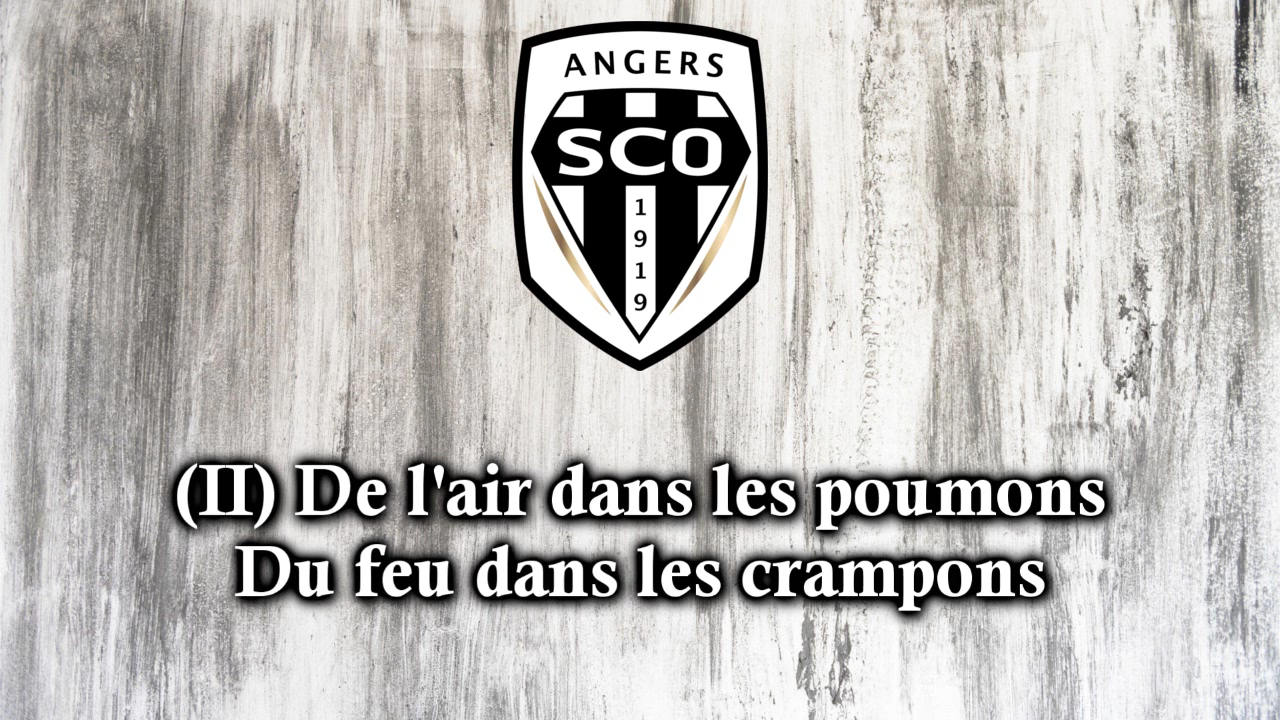 ANGERS
SCO
1
9
1
9
(II) De l'air dans les poumons
Du feu dans les crampons